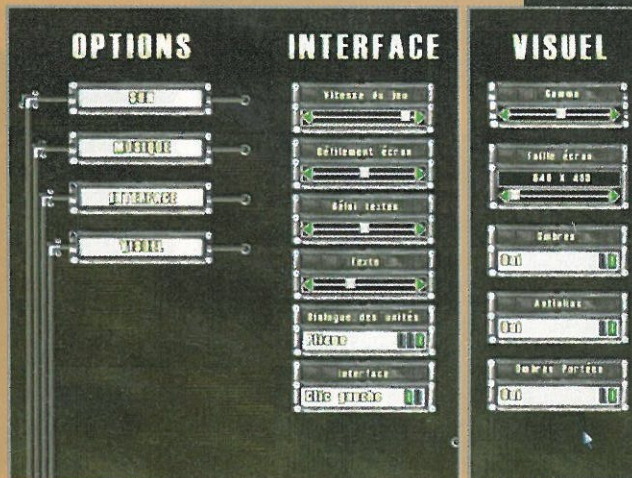 OPTIONS
SON
MUSIQUE
INTERFACE
VISUEL
INTERFACE
Vitesse du jeu
Défilement écran
Délai textes
Texte
Dialogue des unités
Interface
Clic gauche
VISUEL
Gamma
Taille écran
640 X 480
Ombres
Oui
Antialias
Oui
Ombres Portées
Oui